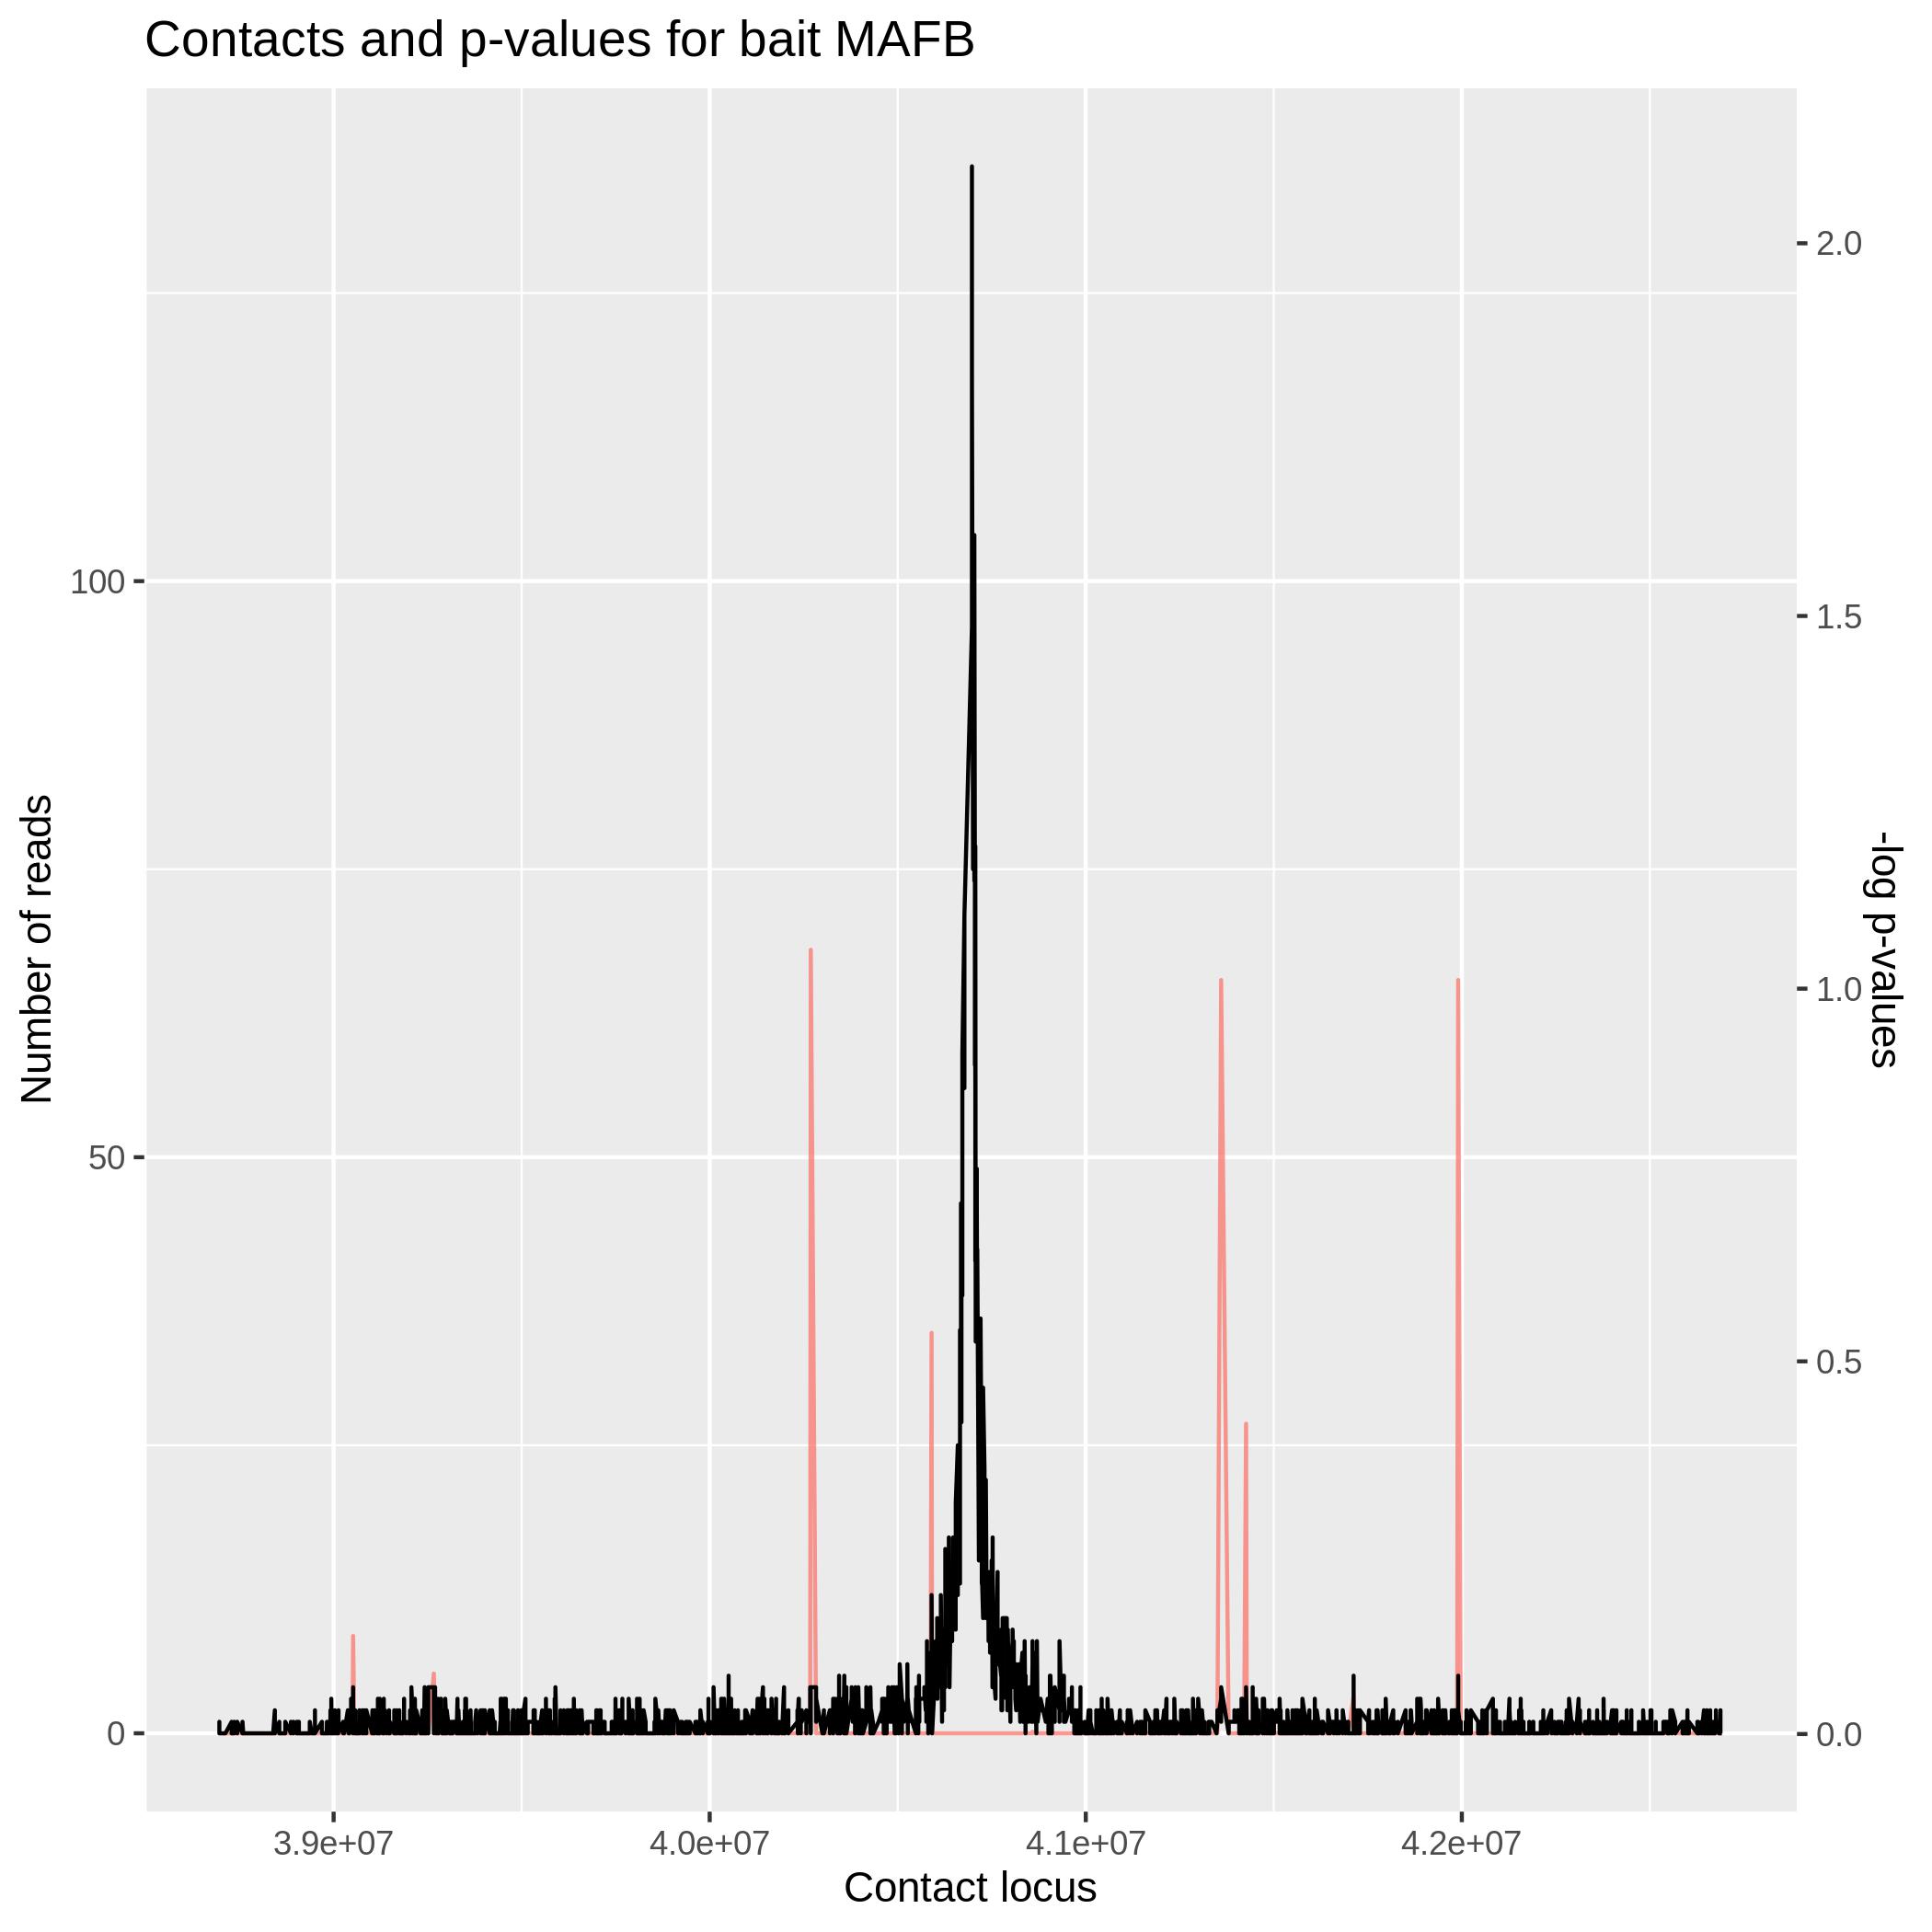 Contacts and p-values for bait MAFB
Number of reads
100
50
0
2.0
1.5
1.0
0.5
0.0
-log p-values
3.9e+07
4.0e+07
4.1e+07
4.2e+07
Contact locus